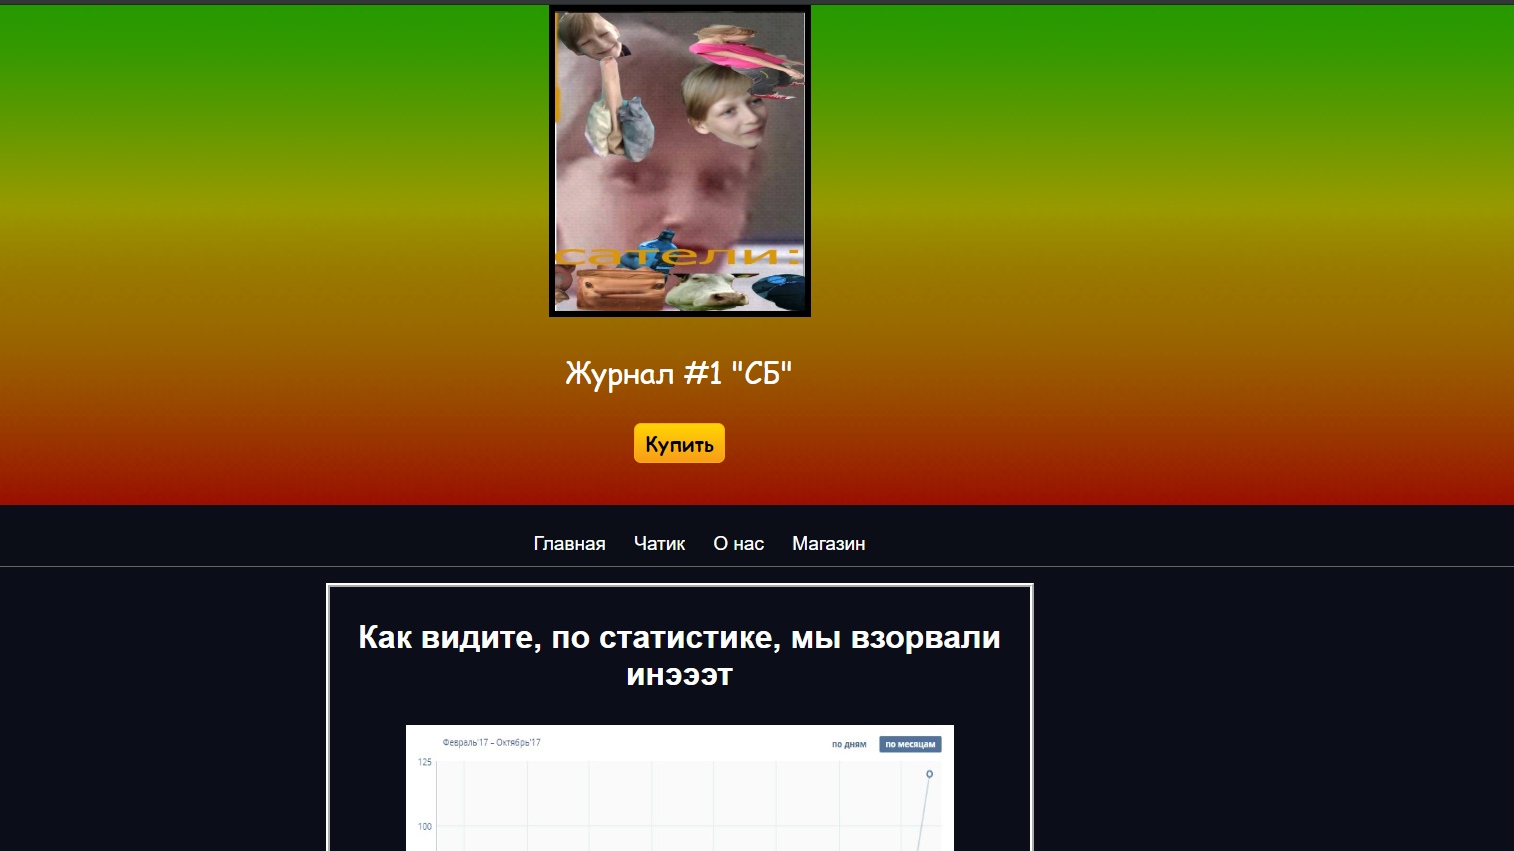 сатели:
Журнал #1 "СБ"
Купить
Главная Чатик О нас Магазин
Как видите, по статистике, мы взорвали
инэээт
Февраль'17 - Октябрь'17 по дням по месяцам
125
100